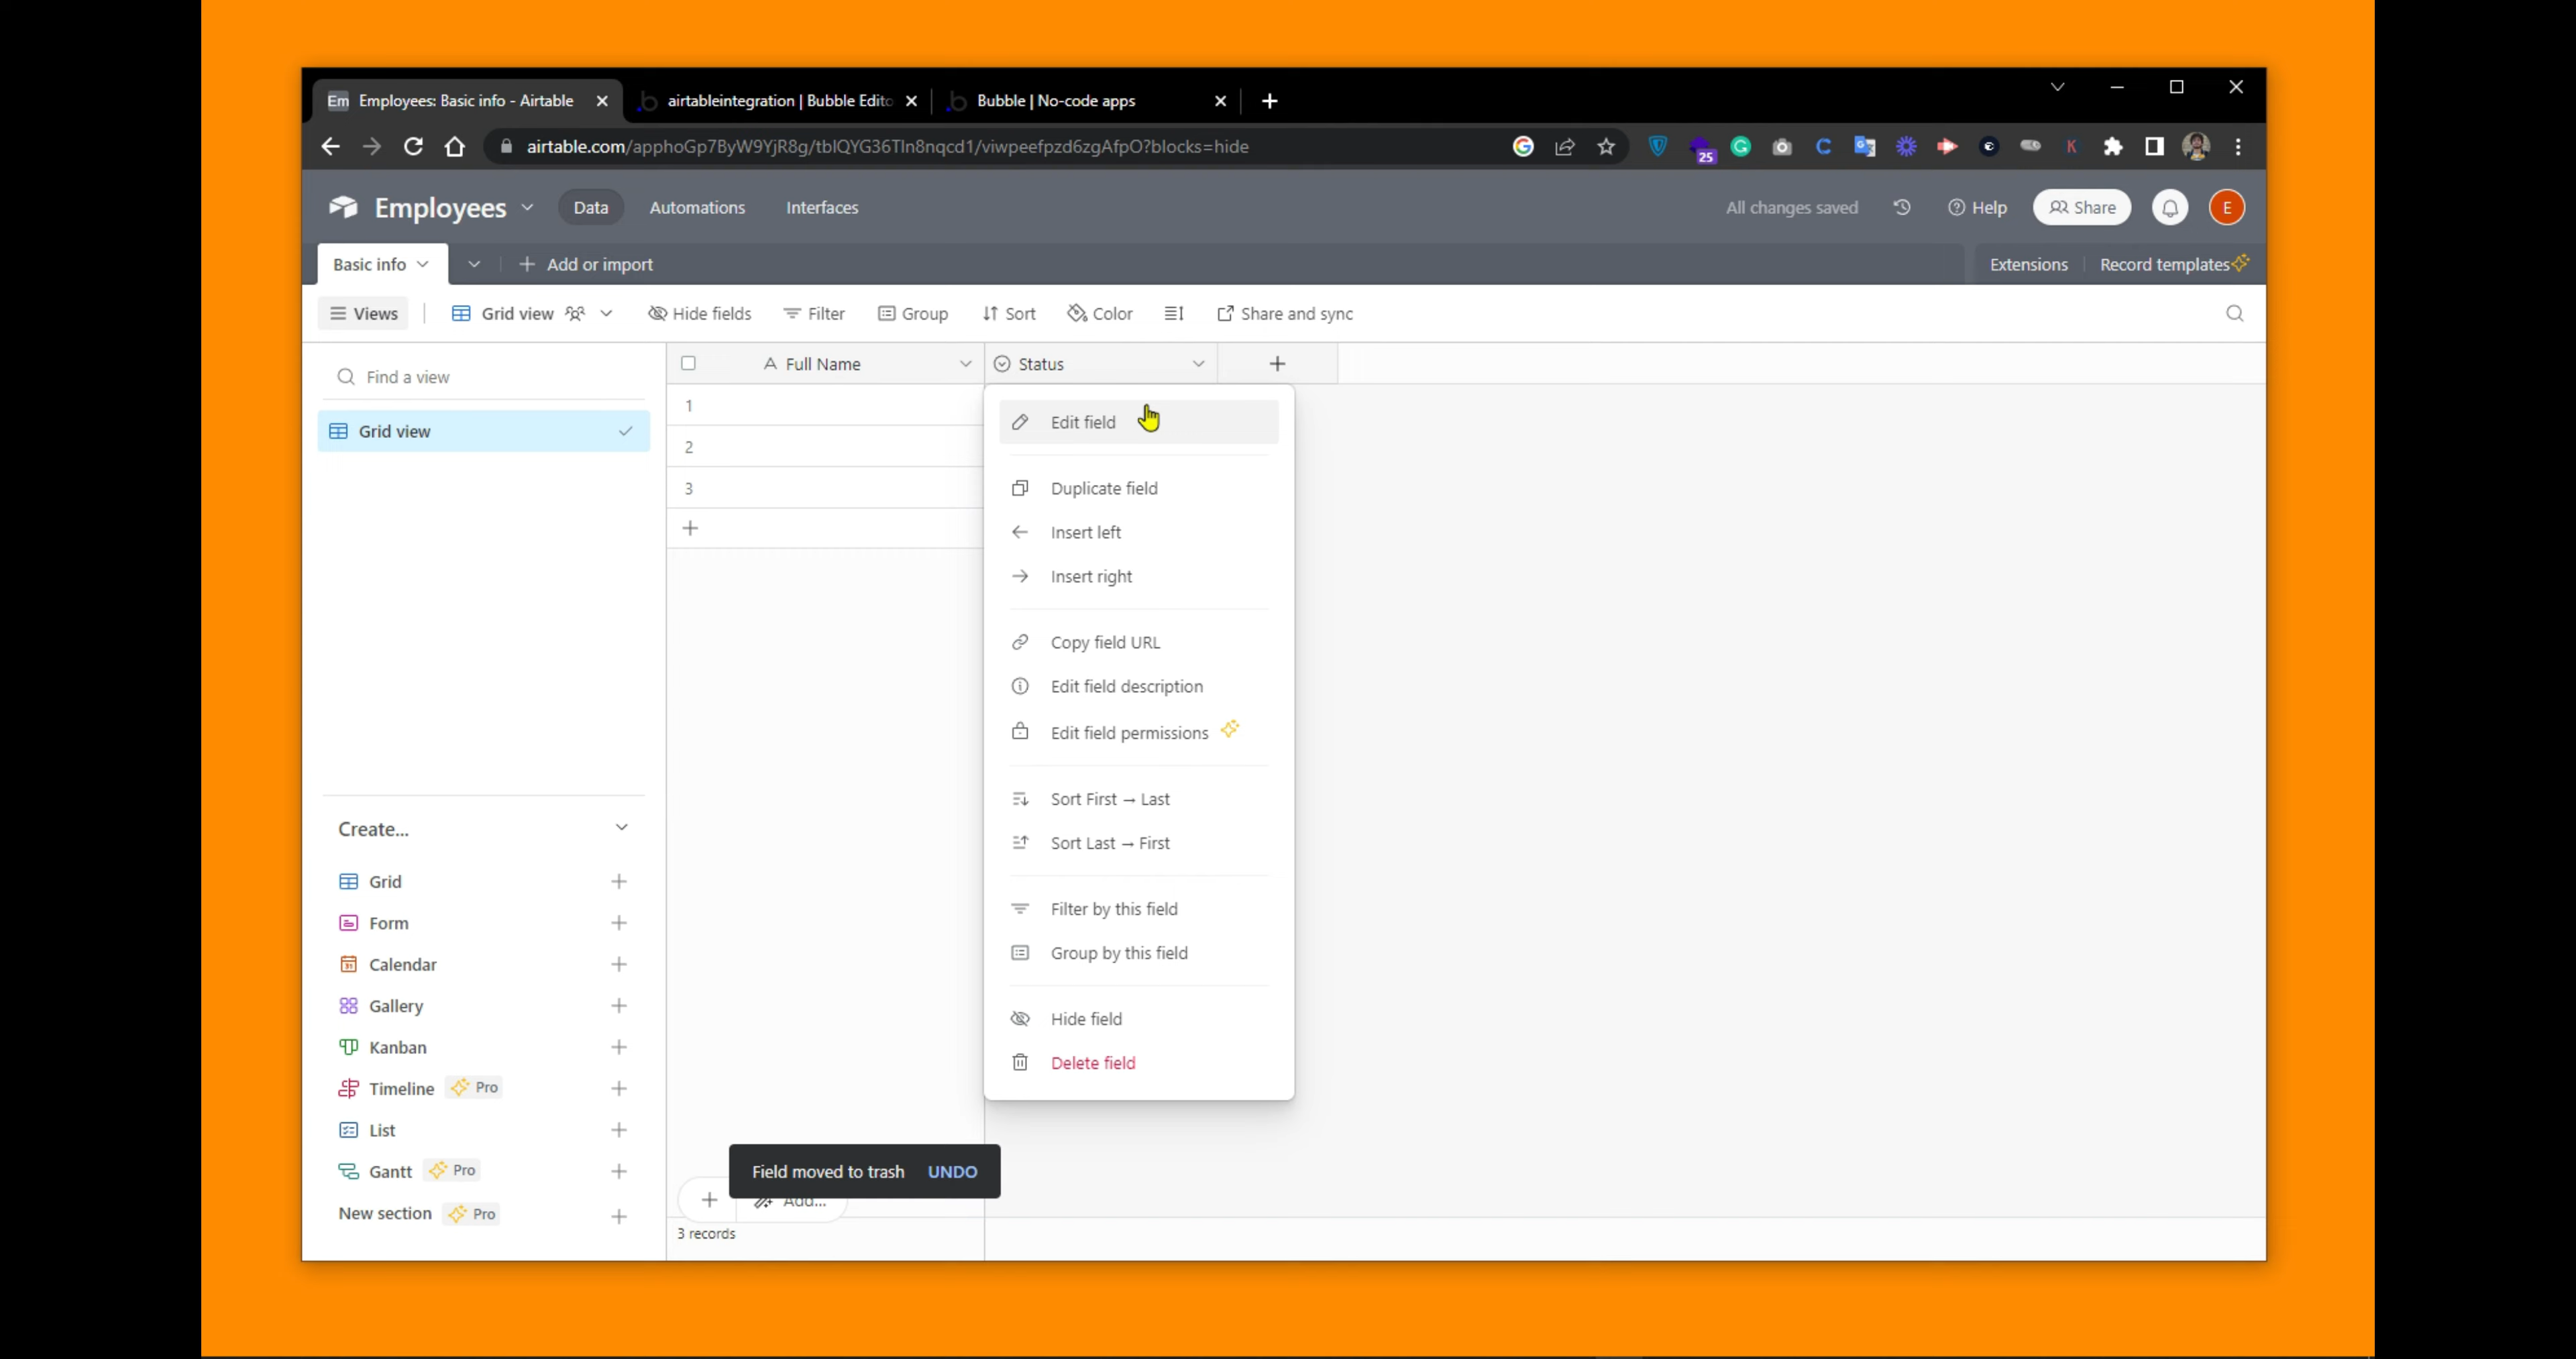 Em Employees: Basic info - Airtable
airtableintegration | Bubble Edito
Bubble | No-code apps
airtable.com/apphoGp7ByW9YjR8g/tblQYG36TIn8nqcd1/viwpeefpzd6zgAfpO?blocks=hide
25
Employees
Data
Automations
Interfaces
All changes saved
Help
Share
E
Basic info
Add or import
Extensions
Record templates
Views
Grid view
Hide fields
Filter
Group
Sort
Color
Share and sync
Find a view
Grid view
Full Name
Status
1
2
3
Edit field
Duplicate field
Insert left
Insert right
Copy field URL
Edit field description
Edit field permissions
Sort First → Last
Sort Last → First
Filter by this field
Group by this field
Hide field
Delete field
Create...
Grid
Form
Calendar
Gallery
Kanban
Timeline Pro
List
Gantt Pro
New section Pro
Field moved to trash UNDO
Add...
3 records